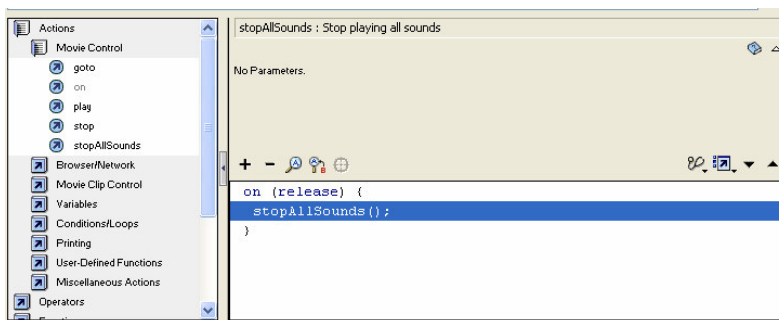 Actions
Movie Control
goto
on
play
stop
stopAllSounds
Browser/Network
Movie Clip Control
Variables
Conditions/Loops
Printing
User-Defined Functions
Miscellaneous Actions
Operators
stopAllSounds : Stop playing all sounds
No Parameters.
on (release) {
stopAllSounds();
}